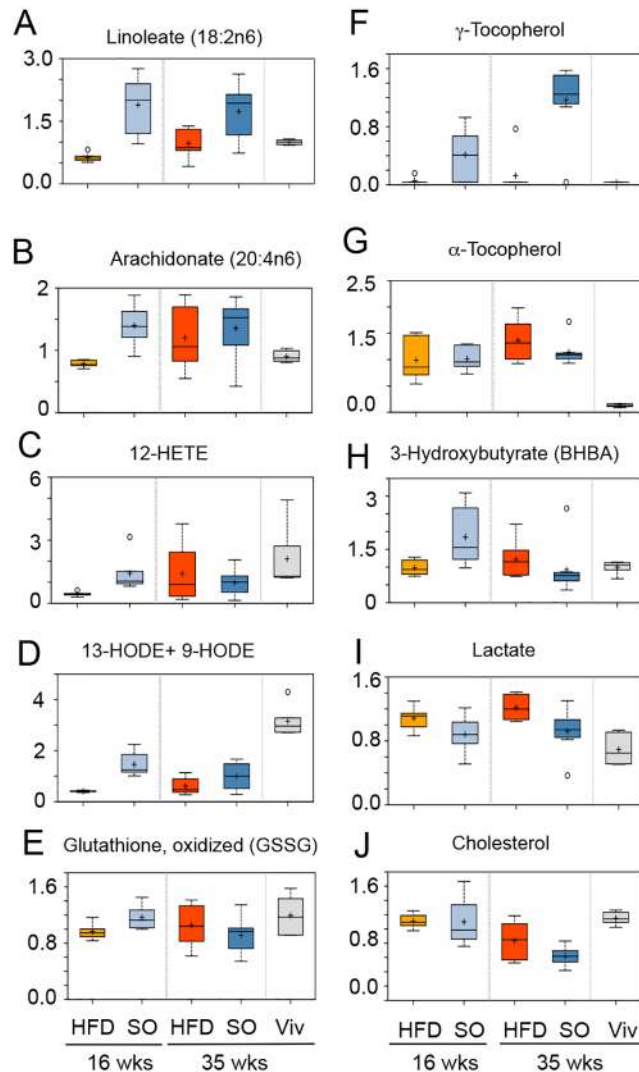 A
Linoleate (18:2n6)
3.0
1.5
0.0
B
Arachidonate (20:4n6)
2
1
0
C
12-HETE
6
3
0
D
13-HODE+ 9-HODE
4
2
0
E
Glutathione, oxidized (GSSG)
1.6
0.8
0.0
HFD SO HFD SO Viv
16 wks 35 wks
F
γ-Tocopherol
1.6
0.8
0.0
G
α-Tocopherol
2.5
1.5
0.0
H
3-Hydroxybutyrate (BHBA)
3
1.5
0.0
I
Lactate
1.6
0.8
0.0
J
Cholesterol
1.6
0.8
0.0
HFD SO HFD SO Viv
16 wks 35 wks